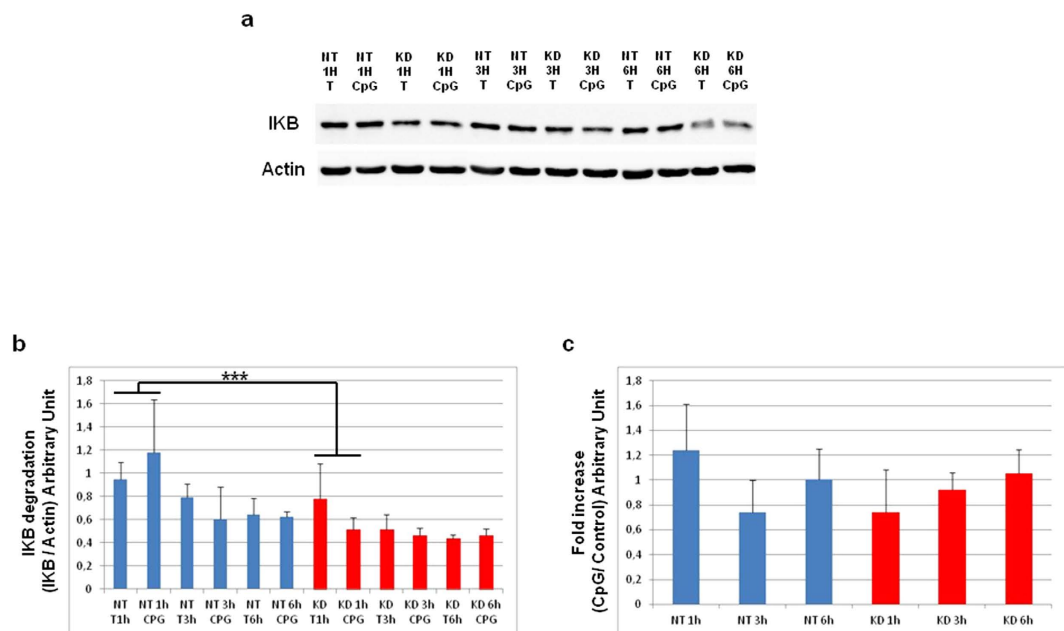 a
NT NT KD KD NT NT KD KD NT NT KD KD
1H 1H 1H 1H 3H 3H 3H 3H 6H 6H 6H 6H
T CpG T CpG T CpG T CpG T CpG T CpG
IKB
Actin
b
IKB degradation
(IKB / Actin) Arbitrary Unit
1,8
1,6
1,4
1,2
1
0,8
0,6
0,4
0,2
0
***
NT NT 1h NT NT 3h NT NT 6h KD KD 1h KD KD 3h KD KD 6h
T1h CPG T3h CPG T6h CPG T1h CPG T3h CPG T6h CPG
c
Fold increase
(CpG/ Control) Arbitrary Unit
1,8
1,6
1,4
1,2
1
0,8
0,6
0,4
0,2
0
NT 1h NT 3h NT 6h KD 1h KD 3h KD 6h